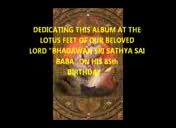 DEDICATING THIS ALBUM AT THE
LOTUS FEET OF OUR BELOVED
LORD "BHAGAWAN SRI SATHYA SAI
BABA" ON HIS 85th
BIRTHDAY